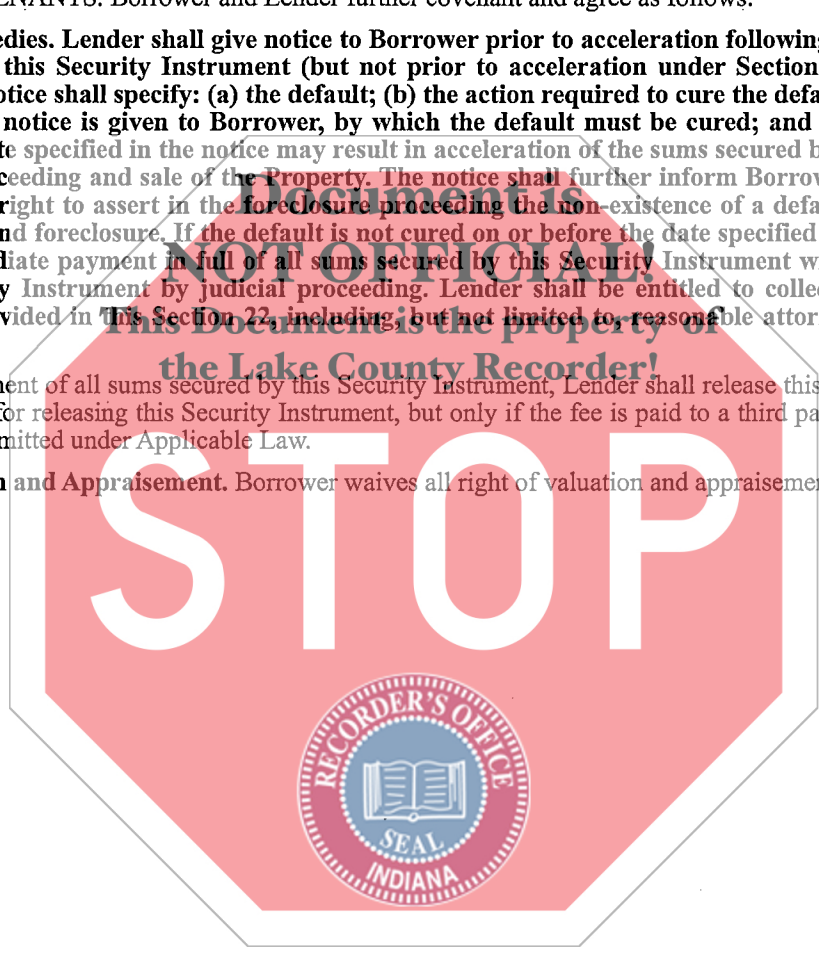 ENANTS. Borrower and Lender further covenant and agree as follows:
edies. Lender shall give notice to Borrower prior to acceleration following
this Security Instrument (but not prior to acceleration under Section
otice shall specify: (a) the default; (b) the action required to cure the defa
notice is given to Borrower, by which the default must be cured; and
te specified in the notice may result in acceleration of the sums secured b
ceeding and sale of the Property. The notice shall further inform Borrow
Document is
right to assert in the foreclosure proceeding the non-existence of a defa
nd foreclosure. If the default is not cured on or before the date specified
NOT OFFICIAL!
diate payment in full of all sums secured by this Security Instrument w
y Instrument by judicial proceeding. Lender shall be entitled to colle
vided in this Section 22, including, but not limited to, reasonable attor
This Document is the property of
the Lake County Recorder!
ent of all sums secured by this Security Instrument, Lender shall release this
for releasing this Security Instrument, but only if the fee is paid to a third pa
mitted under Applicable Law.
n and Appraisement. Borrower waives all right of valuation and appraisemen
STOP
RECORDER'S OFFICE
SEAL
INDIANA